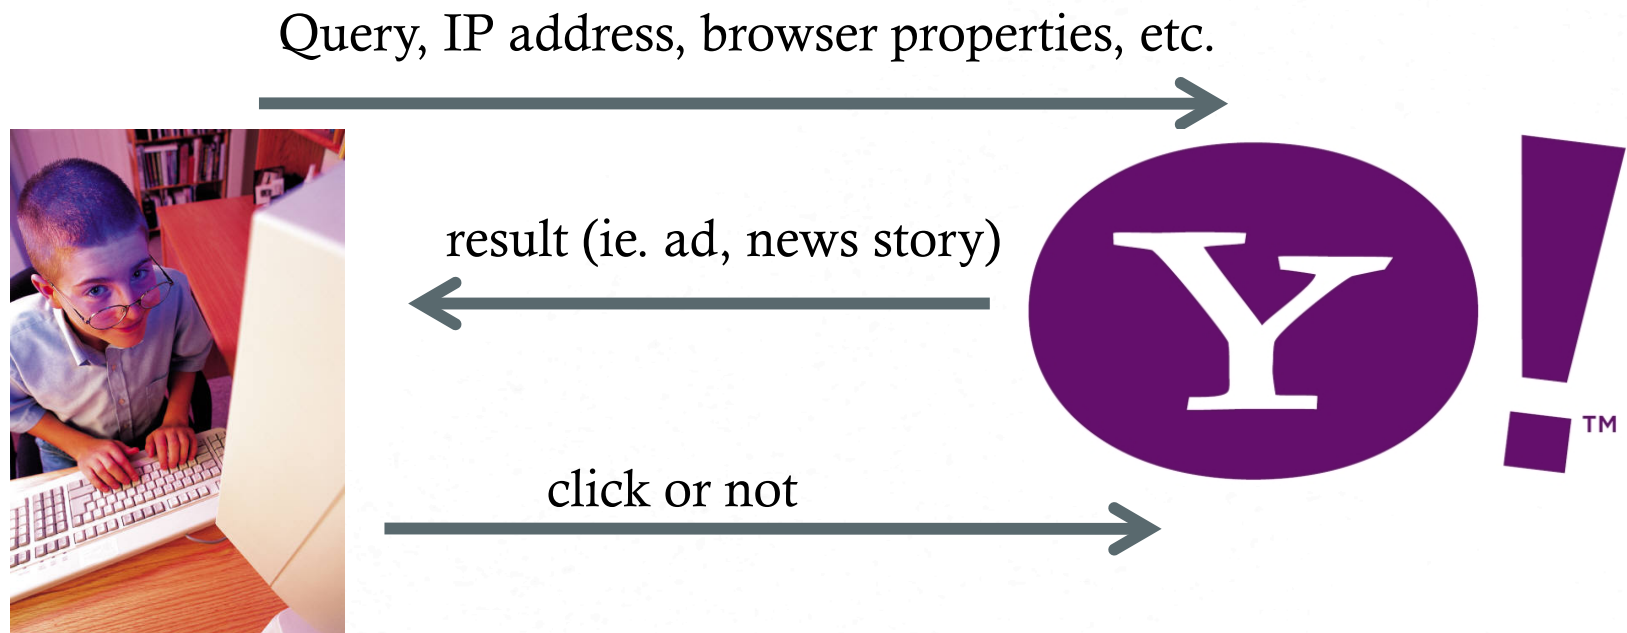 Query, IP address, browser properties, etc.
result (ie. ad, news story)
Y!
TM
click or not